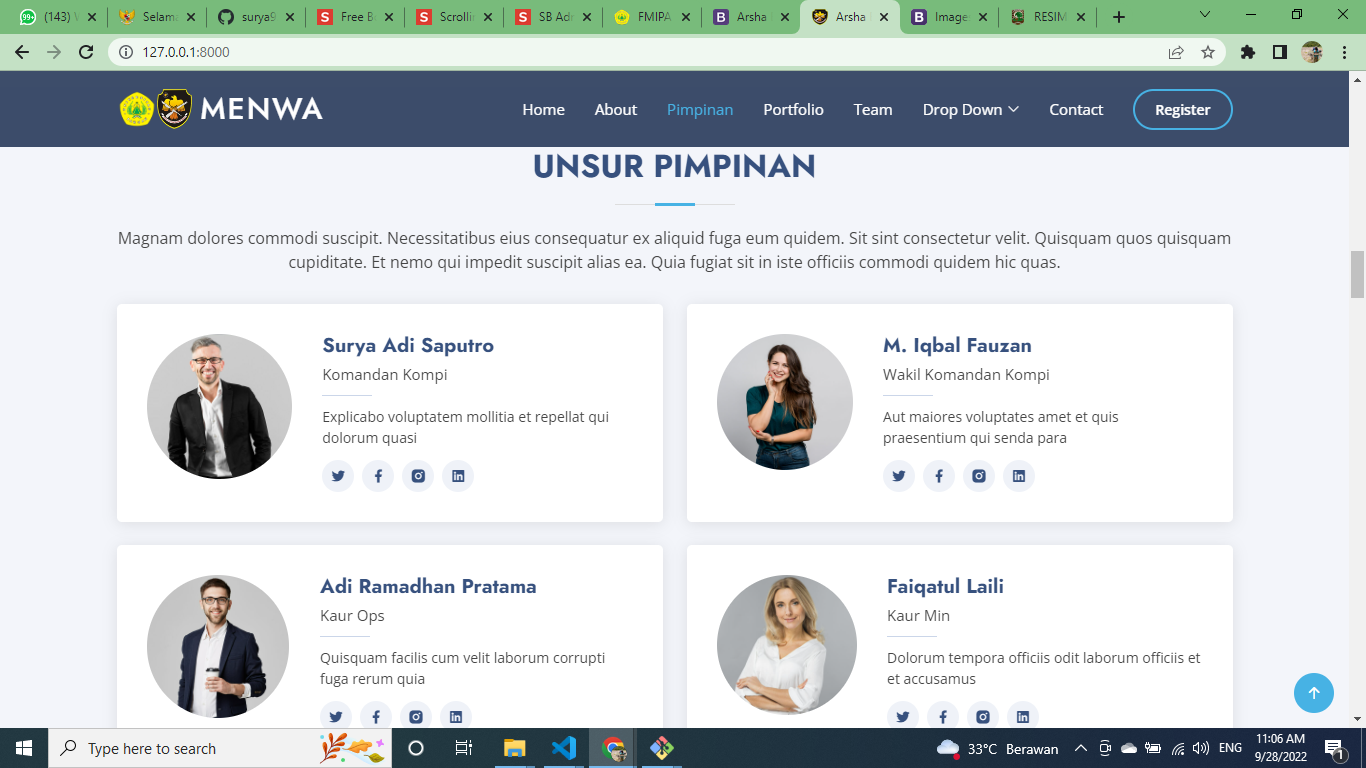 (143) W
Selama
surya9
Free B
Scrollin
SB Ad
FMIPA
Arsha
Arsha
Image
RESIM
127.0.0.1:8000
MENWA
Home About Pimpinan Portfolio Team Drop Down Contact Register
UNSUR PIMPINAN
Magnam dolores commodi suscipit. Necessitatibus eius consequatur ex aliquid fuga eum quidem. Sit sint consectetur velit. Quisquam quos quisquam
cupiditate. Et nemo qui impedit suscipit alias ea. Quia fugiat sit in iste officiis commodi quidem hic quas.
Surya Adi Saputro
Komandan Kompi
Explicabo voluptatem mollitia et repellat qui
dolorum quasi
M. Iqbal Fauzan
Wakil Komandan Kompi
Aut maiores voluptates amet et quis
praesentium qui senda para
Adi Ramadhan Pratama
Kaur Ops
Quisquam facilis cum velit laborum corrupti
fuga rerum quia
Faiqatul Laili
Kaur Min
Dolorum tempora officiis odit laborum officiis et
et accusamus
Type here to search
33°C Berawan
ENG
11:06 AM
9/28/2022
1